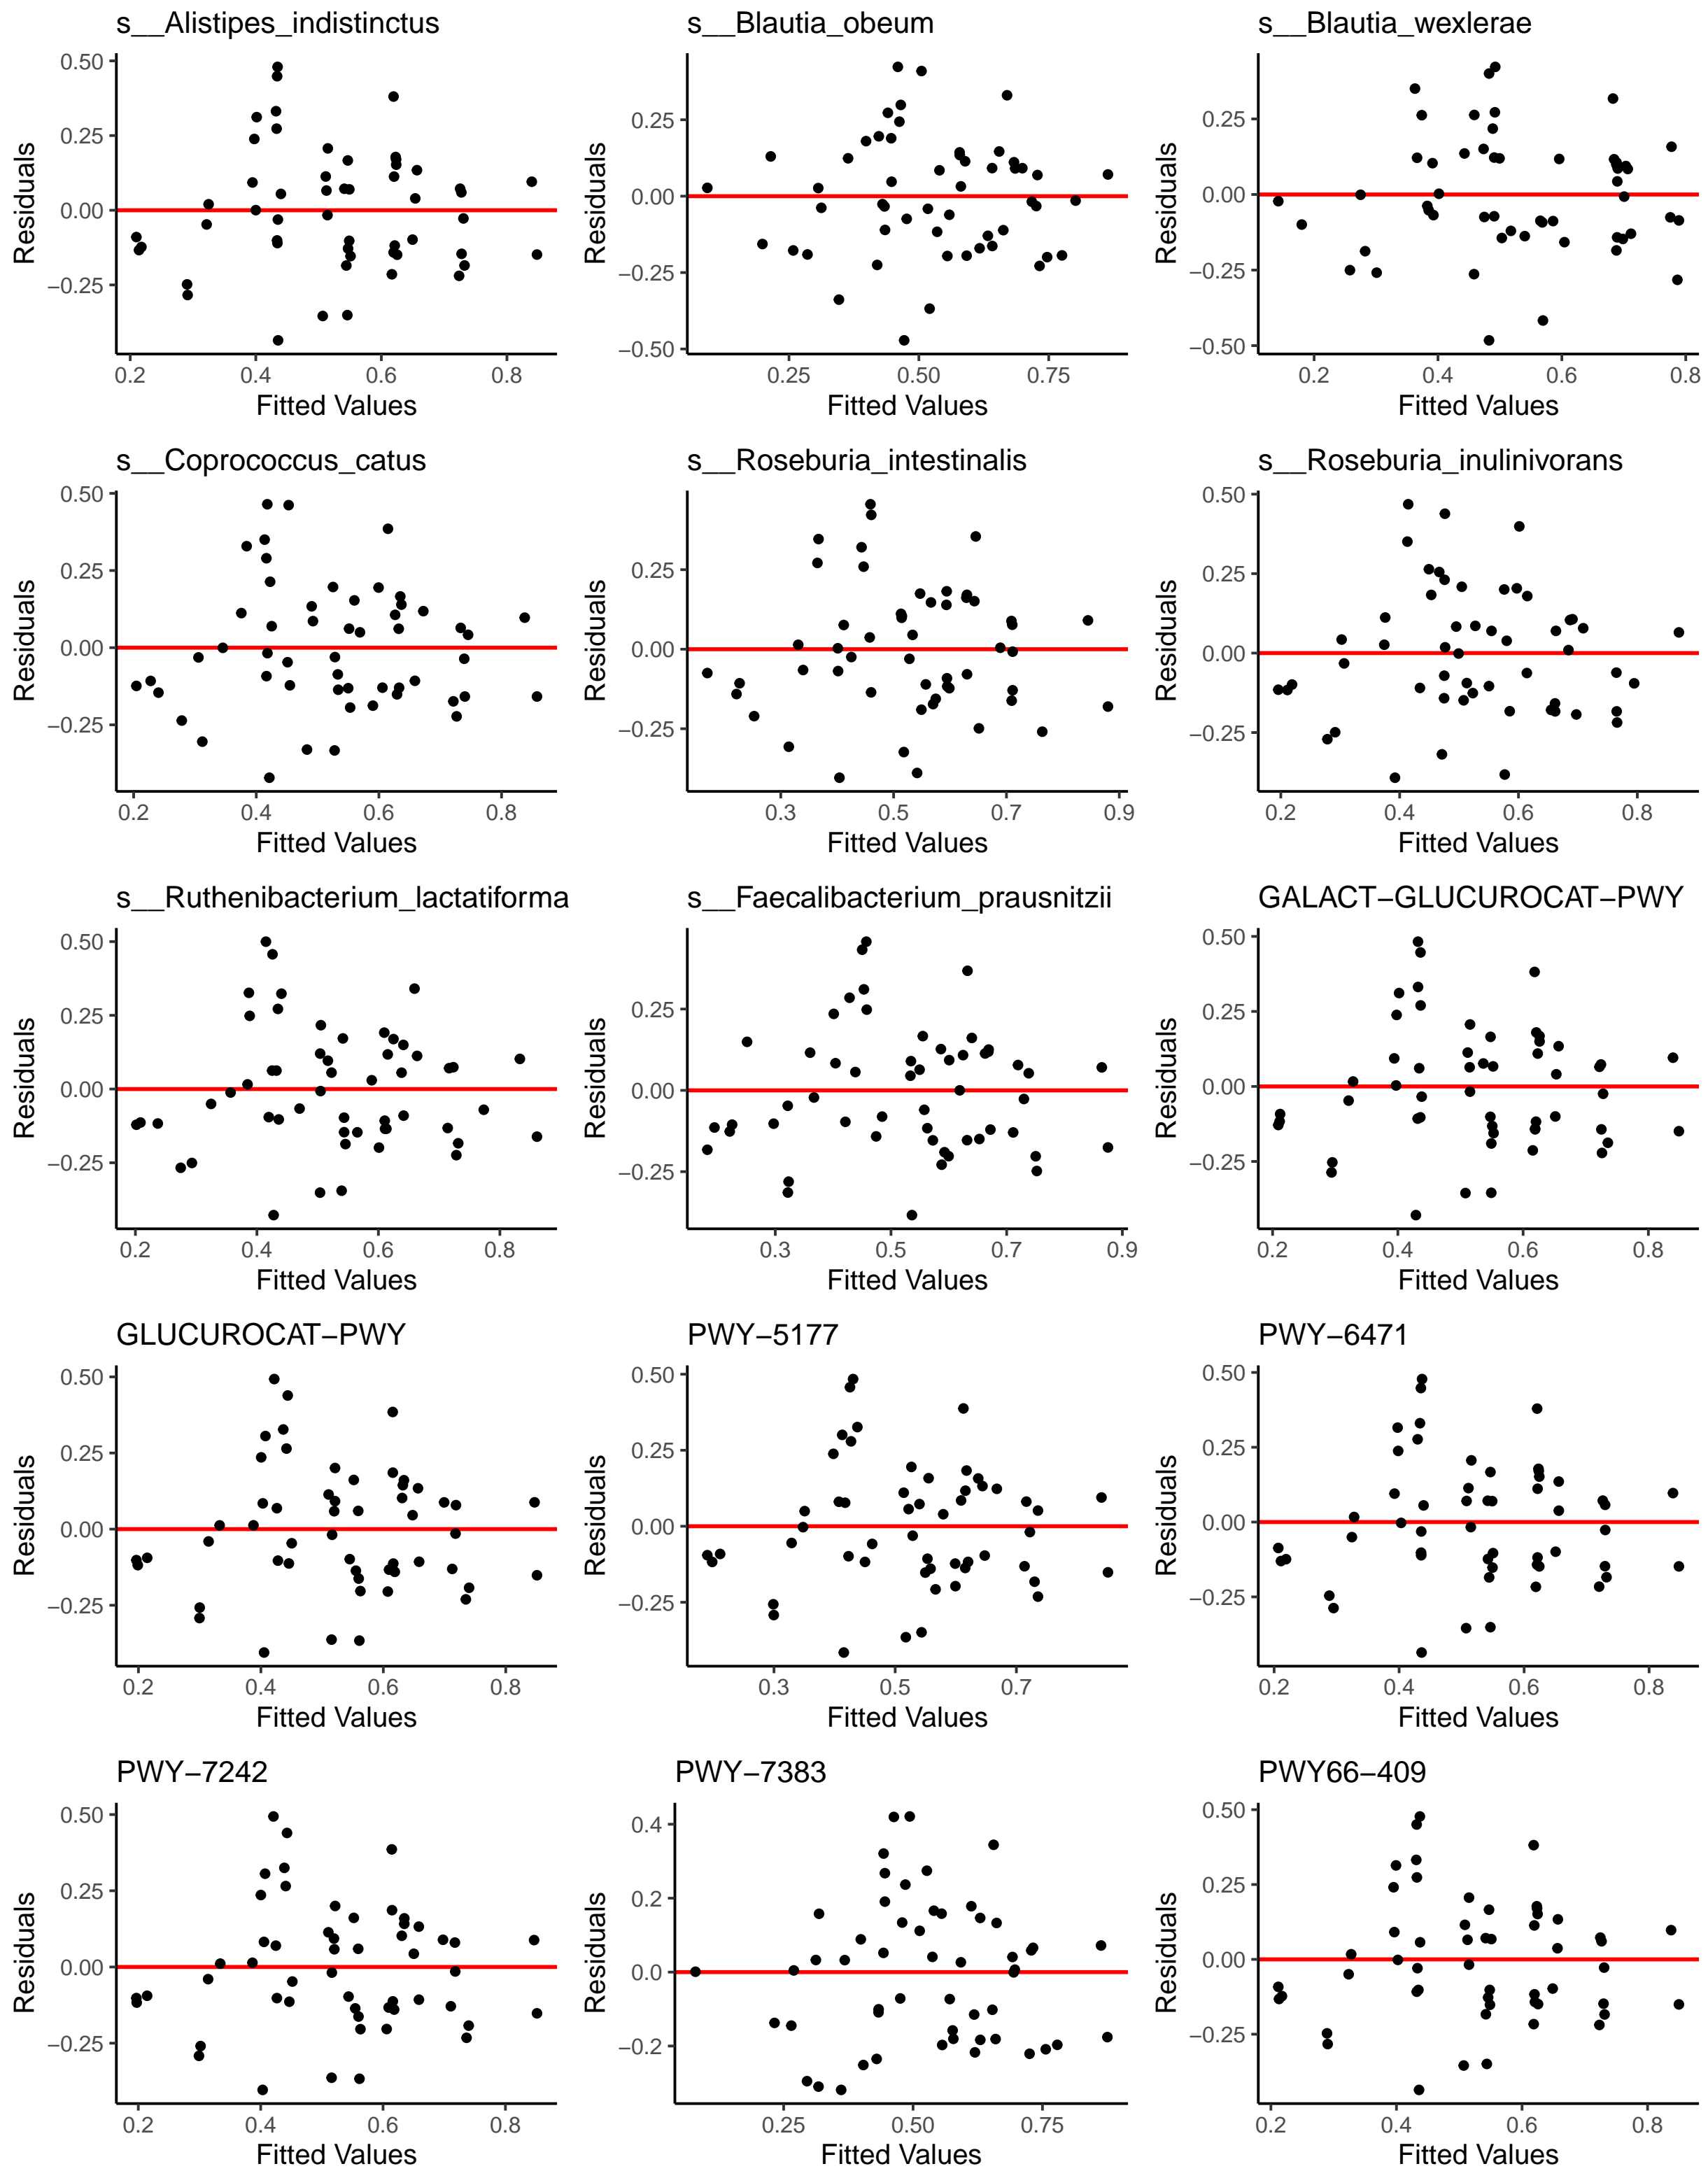 s__Alistipes_indistinctus
s__Blautia_obeum
s__Blautia_wexlerae
Residuals
0.50
0.25
0.00
−0.25
0.2 0.4 0.6 0.8
Fitted Values
Residuals
0.25
0.00
−0.25
−0.50
0.25 0.50 0.75
Fitted Values
Residuals
0.25
0.00
−0.25
−0.50
0.2 0.4 0.6 0.8
Fitted Values
s__Coprococcus_catus
s__Roseburia_intestinalis
s__Roseburia_inulinivorans
Residuals
0.50
0.25
0.00
−0.25
0.2 0.4 0.6 0.8
Fitted Values
Residuals
0.25
0.00
−0.25
0.3 0.5 0.7 0.9
Fitted Values
Residuals
0.50
0.25
0.00
−0.25
0.2 0.4 0.6 0.8
Fitted Values
s__Ruthenibacterium_lactatiforma
s__Faecalibacterium_prausnitzii
GALACT−GLUCUROCAT−PWY
Residuals
0.50
0.25
0.00
−0.25
0.2 0.4 0.6 0.8
Fitted Values
Residuals
0.25
0.00
−0.25
0.3 0.5 0.7 0.9
Fitted Values
Residuals
0.50
0.25
0.00
−0.25
0.2 0.4 0.6 0.8
Fitted Values
GLUCUROCAT−PWY
PWY−5177
PWY−6471
Residuals
0.50
0.25
0.00
−0.25
0.2 0.4 0.6 0.8
Fitted Values
Residuals
0.50
0.25
0.00
−0.25
0.3 0.5 0.7
Fitted Values
Residuals
0.50
0.25
0.00
−0.25
0.2 0.4 0.6 0.8
Fitted Values
PWY−7242
PWY−7383
PWY66−409
Residuals
0.50
0.25
0.00
−0.25
0.2 0.4 0.6 0.8
Fitted Values
Residuals
0.4
0.2
0.0
−0.2
0.25 0.50 0.75
Fitted Values
Residuals
0.50
0.25
0.00
−0.25
0.2 0.4 0.6 0.8
Fitted Values